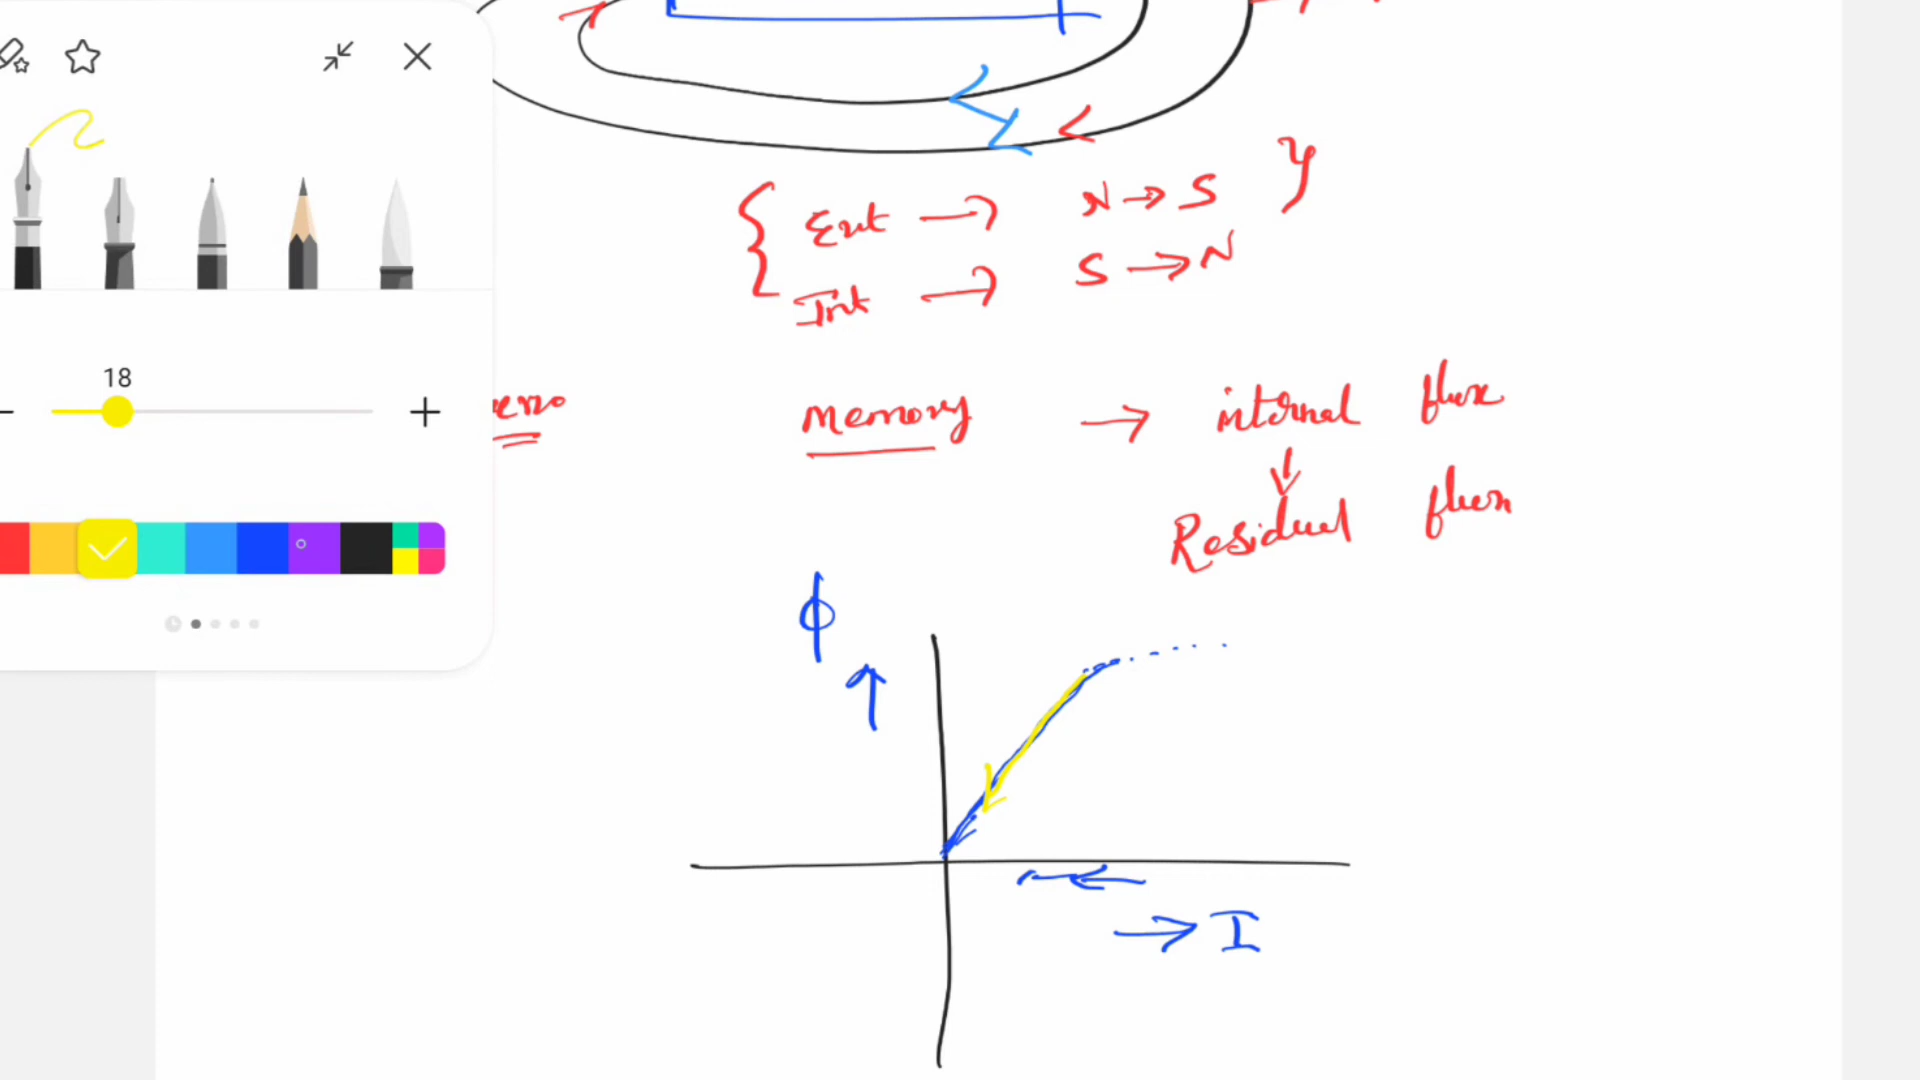 18
Ext → N → S
Int → S → N
Memory → internal flux
↓
Residual flux
ϕ
↑
→ I